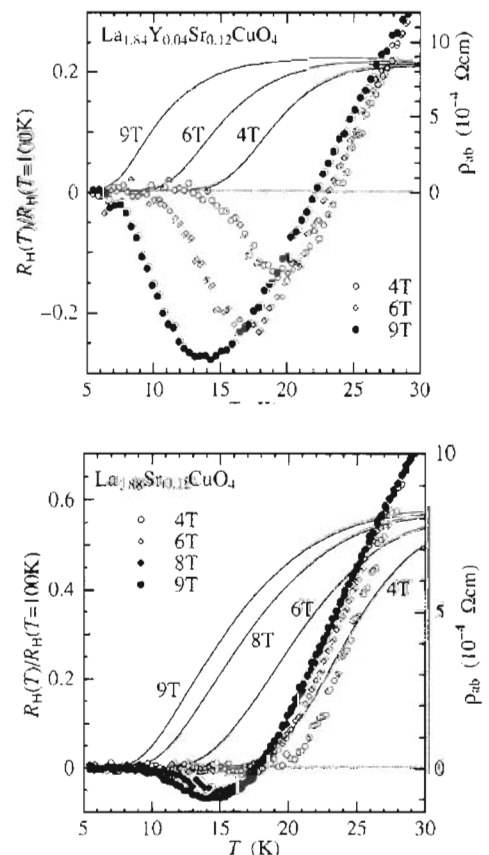 La1.84Y0.04Sr0.12CuO4
RH(T)/RH(T=100K)
0.2
0
−0.2
9T
6T
4T
4T
6T
9T
10
5
0
ρab (10⁻⁴ Ωcm)
5
10
15
20
25
30
La1.88Sr0.12CuO4
4T
6T
8T
9T
RH(T)/RH(T=100K)
0.6
0.4
0.2
0
9T
8T
6T
4T
10
5
0
ρab (10⁻⁴ Ωcm)
5
10
15
20
25
30
T (K)